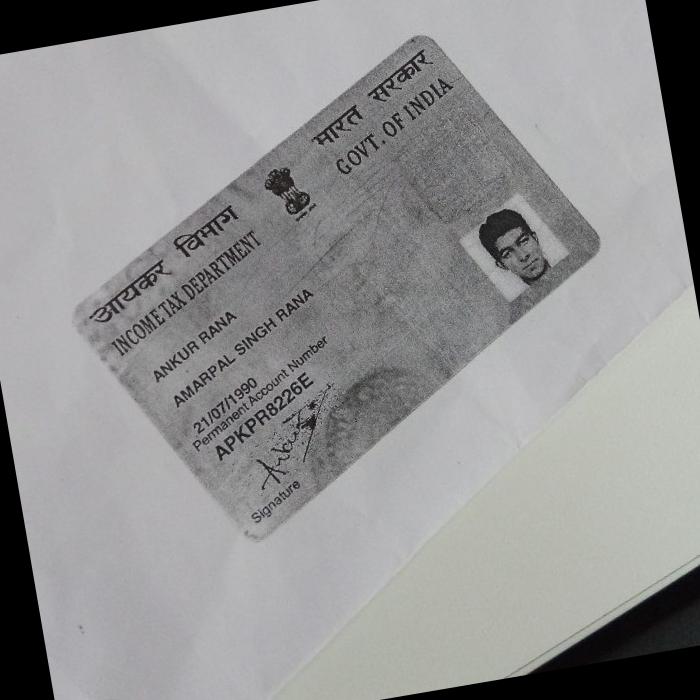 आयकर विभाग
INCOME TAX DEPARTMENT
भारत सरकार
GOVT. OF INDIA
ANKUR RANA
AMARPAL SINGH RANA
21/07/1990
Permanent Account Number
APKPR8226E
Ankur
Signature